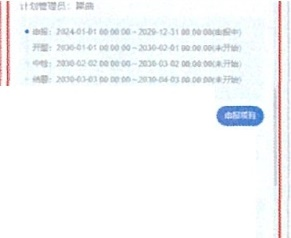 计划管理员：
申报：2024-01-01 00:00:00 ~ 2029-12-31 00:00:00(申报中)
开题：2030-01-01 00:00:00 ~ 2030-02-01 00:00:00(未开始)
中检：2030-02-02 00:00:00 ~ 2030-03-02 00:00:00(未开始)
结题：2030-03-03 00:00:00 ~ 2030-04-03 00:00:00(未开始)
申报项目